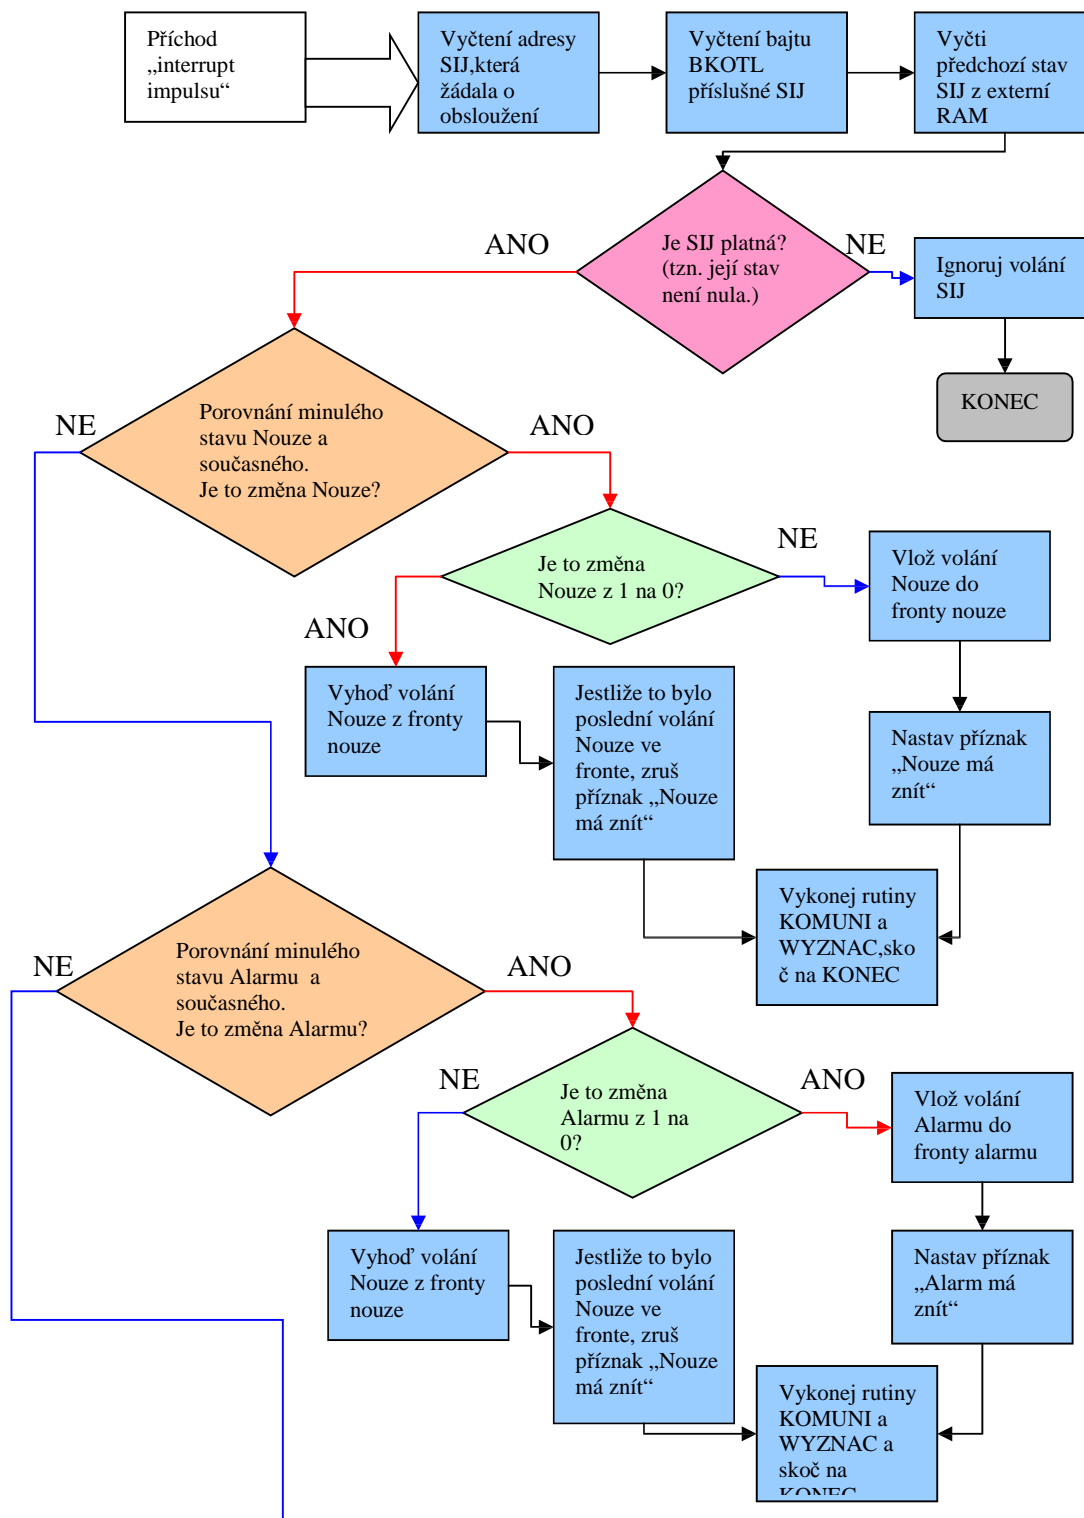 Příchod
„interrupt
impulsu“
Vyčtení adresy
SIJ,která
žádala o
obsloužení
Vyčtení bajtu
BKOTL
příslušné SIJ
Vyčti
předchozí stav
SIJ z externí
RAM
ANO
Je SIJ platná?
(tzn. její stav
není nula.)
NE
Ignoruj volání
SIJ
KONEC
NE
Porovnání minulého
stavu Nouze a
současného.
Je to změna Nouze?
ANO
Je to změna
Nouze z 1 na 0?
NE
Vlož volání
Nouze do
fronty nouze
ANO
Vyhoď volání
Nouze z fronty
nouze
Jestliže to bylo
poslední volání
Nouze ve
fronte, zruš
příznak „Nouze
má znít“
Nastav příznak
„Nouze má
znít“
Vykonej rutiny
KOMUNI a
WYZNAC,sko
č na KONEC
NE
Porovnání minulého
stavu Alarmu  a
současného.
Je to změna Alarmu?
ANO
NE
Je to změna
Alarmu z 1 na
0?
ANO
Vlož volání
Alarmu do
fronty alarmu
Vyhoď volání
Nouze z fronty
nouze
Jestliže to bylo
poslední volání
Nouze ve
fronte, zruš
příznak „Nouze
má znít“
Nastav příznak
„Alarm má
znít“
Vykonej rutiny
KOMUNI a
WYZNAC a
skoč na
KONEC